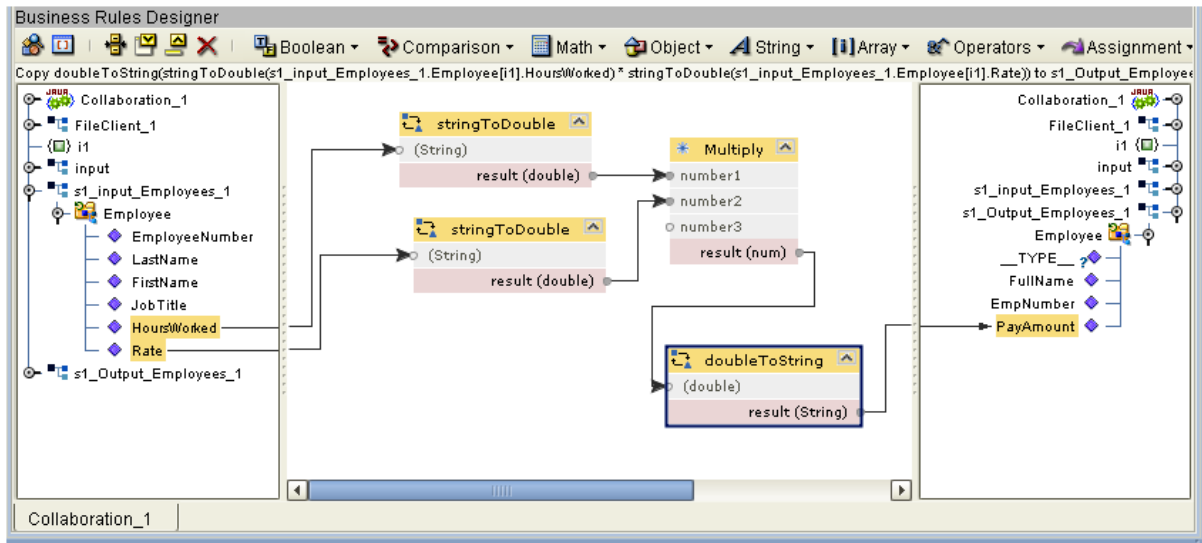 Business Rules Designer
Boolean Comparison Math Object String Array Operators Assignment
Copy doubleToString(stringToDouble(s1_input_Employees_1.Employee[i1].HoursWorked) * stringToDouble(s1_input_Employees_1.Employee[i1].Rate)) to s1_Output_Employee
JAVA Collaboration_1
FileClient_1
i1
input
s1_input_Employees_1
Employee
EmployeeNumber
LastName
FirstName
JobTitle
HoursWorked
Rate
s1_Output_Employees_1
stringToDouble
(String)
result (double)
stringToDouble
(String)
result (double)
Multiply
number1
number2
number3
result (num)
doubleToString
(double)
result (String)
Collaboration_1 JAVA
FileClient_1
i1
input
s1_input_Employees_1
s1_Output_Employees_1
Employee
__TYPE__ ?
FullName
EmpNumber
PayAmount
Collaboration_1